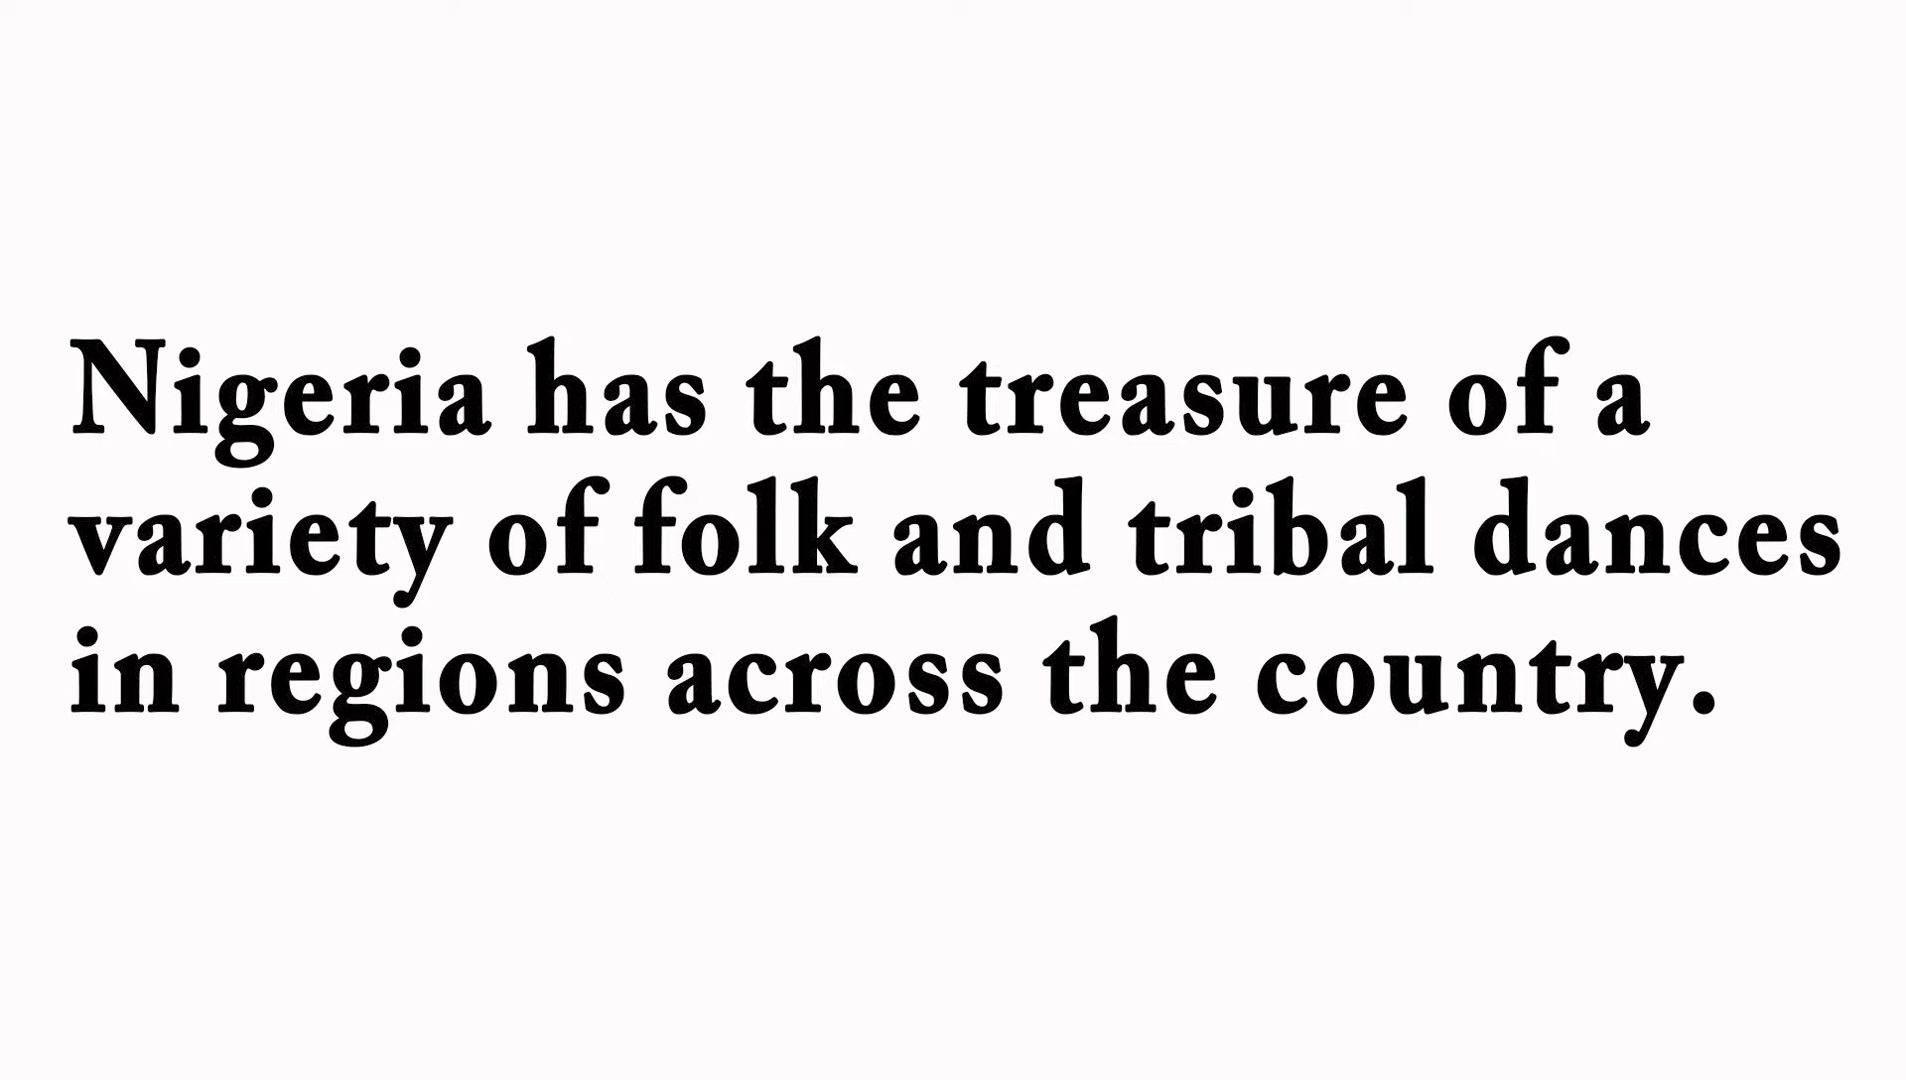 Nigeria has the treasure of a
variety of folk and tribal dances
in regions across the country.